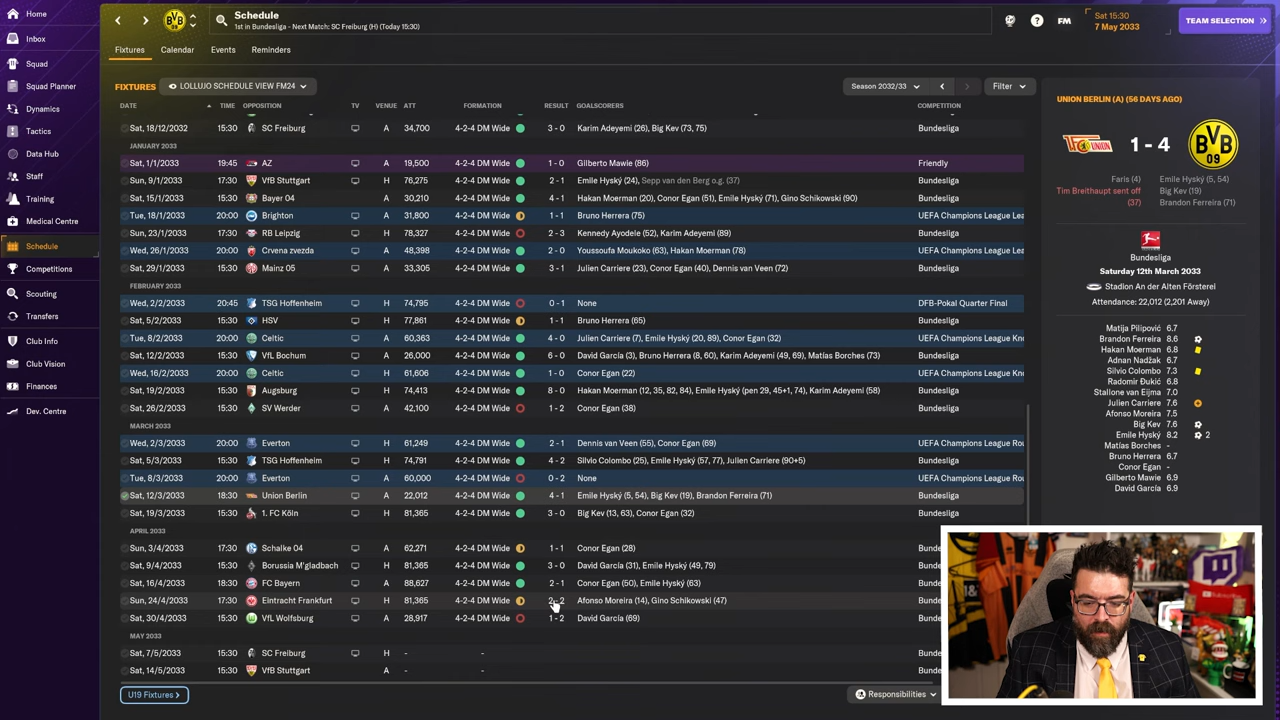 Home
Inbox
Squad
Squad Planner
Dynamics
Tactics
Data Hub
Staff
Training
Medical Centre
Schedule
Competitions
Scouting
Transfers
Club Info
Club Vision
Finances
Dev. Centre
Schedule
1st in Bundesliga - Next Match: SC Freiburg (H) (Today 15:30)
FM
Sat 15:30
7 May 2033
TEAM SELECTION
Fixtures Calendar Events Reminders
FIXTURES LOLLUJO SCHEDULE VIEW FM24 Season 2032/33 Filter
DATE TIME OPPOSITION TV VENUE ATT FORMATION RESULT GOALSCORERS COMPETITION
Sat, 18/12/2032 15:30 SC Freiburg A 34,700 4-2-4 DM Wide 3 - 0 Karim Adeyemi (26), Big Kev (73, 75) Bundesliga
JANUARY 2033
Sat, 1/1/2033 19:45 AZ A 19,500 4-2-4 DM Wide 1 - 0 Gilberto Mawie (86) Friendly
Sun, 9/1/2033 17:30 VfB Stuttgart H 76,275 4-2-4 DM Wide 2 - 1 Emile Hyský (24), Sepp van den Berg o.g. (37) Bundesliga
Sat, 15/1/2033 15:30 Bayer 04 A 30,210 4-2-4 DM Wide 4 - 1 Hakan Moerman (20), Conor Egan (51), Emile Hyský (71), Gino Schikowski (90) Bundesliga
Tue, 18/1/2033 20:00 Brighton A 31,800 4-2-4 DM Wide 1 - 1 Bruno Herrera (75) UEFA Champions League Lea
Sun, 23/1/2033 17:30 RB Leipzig H 78,327 4-2-4 DM Wide 2 - 3 Kennedy Ayodele (52), Karim Adeyemi (89) Bundesliga
Wed, 26/1/2033 20:00 Crvena zvezda A 48,398 4-2-4 DM Wide 2 - 0 Youssoufa Moukoko (63), Hakan Moerman (78) UEFA Champions League Lea
Sat, 29/1/2033 15:30 Mainz 05 A 33,305 4-2-4 DM Wide 3 - 1 Julien Carriere (23), Conor Egan (40), Dennis van Veen (72) Bundesliga
FEBRUARY 2033
Wed, 2/2/2033 20:45 TSG Hoffenheim H 74,795 4-2-4 DM Wide 0 - 1 None DFB-Pokal Quarter Final
Sat, 5/2/2033 15:30 HSV H 77,861 4-2-4 DM Wide 1 - 1 Bruno Herrera (65) Bundesliga
Tue, 8/2/2033 20:00 Celtic A 60,363 4-2-4 DM Wide 4 - 0 Julien Carriere (7), Emile Hyský (20, 89), Conor Egan (32) UEFA Champions League Kno
Sat, 12/2/2033 15:30 VfL Bochum A 26,000 4-2-4 DM Wide 6 - 0 David García (3), Bruno Herrera (8, 60), Karim Adeyemi (49, 69), Matías Borches (73) Bundesliga
Wed, 16/2/2033 20:00 Celtic H 61,606 4-2-4 DM Wide 1 - 0 Conor Egan (22) UEFA Champions League Kno
Sat, 19/2/2033 15:30 Augsburg H 74,413 4-2-4 DM Wide 8 - 0 Hakan Moerman (12, 35, 82, 84), Emile Hyský (pen 29, 45+1, 74), Karim Adeyemi (58) Bundesliga
Sat, 26/2/2033 15:30 SV Werder A 42,100 4-2-4 DM Wide 1 - 2 Conor Egan (38) Bundesliga
MARCH 2033
Wed, 2/3/2033 20:00 Everton H 61,249 4-2-4 DM Wide 2 - 1 Dennis van Veen (55), Conor Egan (69) UEFA Champions League Rou
Sat, 5/3/2033 15:30 TSG Hoffenheim H 74,791 4-2-4 DM Wide 4 - 2 Silvio Colombo (25), Emile Hyský (57, 77), Julien Carriere (90+5) Bundesliga
Tue, 8/3/2033 20:00 Everton A 60,000 4-2-4 DM Wide 0 - 2 None UEFA Champions League Rou
Sat, 12/3/2033 18:30 Union Berlin A 22,012 4-2-4 DM Wide 4 - 1 Emile Hyský (5, 54), Big Kev (19), Brandon Ferreira (71) Bundesliga
Sat, 19/3/2033 15:30 1. FC Köln H 81,365 4-2-4 DM Wide 3 - 0 Big Kev (13, 63), Conor Egan (32) Bundesliga
APRIL 2033
Sun, 3/4/2033 17:30 Schalke 04 A 62,271 4-2-4 DM Wide 1 - 1 Conor Egan (28) Bunde
Sat, 9/4/2033 15:30 Borussia M'gladbach H 81,365 4-2-4 DM Wide 3 - 0 David García (31), Emile Hyský (49, 79) Bunde
Sat, 16/4/2033 18:30 FC Bayern A 88,627 4-2-4 DM Wide 2 - 1 Conor Egan (50), Emile Hyský (63) Bunde
Sun, 24/4/2033 17:30 Eintracht Frankfurt H 81,365 4-2-4 DM Wide 2 - 2 Afonso Moreira (14), Gino Schikowski (47) Bunde
Sat, 30/4/2033 15:30 VfL Wolfsburg A 28,917 4-2-4 DM Wide 1 - 2 David García (69) Bunde
MAY 2033
Sat, 7/5/2033 15:30 SC Freiburg H - - Bunde
Sat, 14/5/2033 15:30 VfB Stuttgart A - - Bunde
U19 Fixtures
Responsibilities
UNION BERLIN (A) (56 DAYS AGO)
1 - 4
BVB
09
Faris (4)
Tim Breithaupt sent off
(37)
Emile Hyský (5, 54)
Big Kev (19)
Brandon Ferreira (71)
Bundesliga
Saturday 12th March 2033
Stadion An der Alten Försterei
Attendance: 22,012 (2,201 Away)
Matija Pilipović 6.7
Brandon Ferreira 8.6
Hakan Moerman 6.8
Adnan Nadžak 6.7
Silvio Colombo 7.3
Radomir Đukić 6.8
Stallone van Eijma 7.0
Julien Carriere 7.6
Afonso Moreira 7.5
Big Kev 7.6
Emile Hyský 8.2 2
Matías Borches -
Bruno Herrera 6.7
Conor Egan -
Gilberto Mawie 6.9
David García 6.9